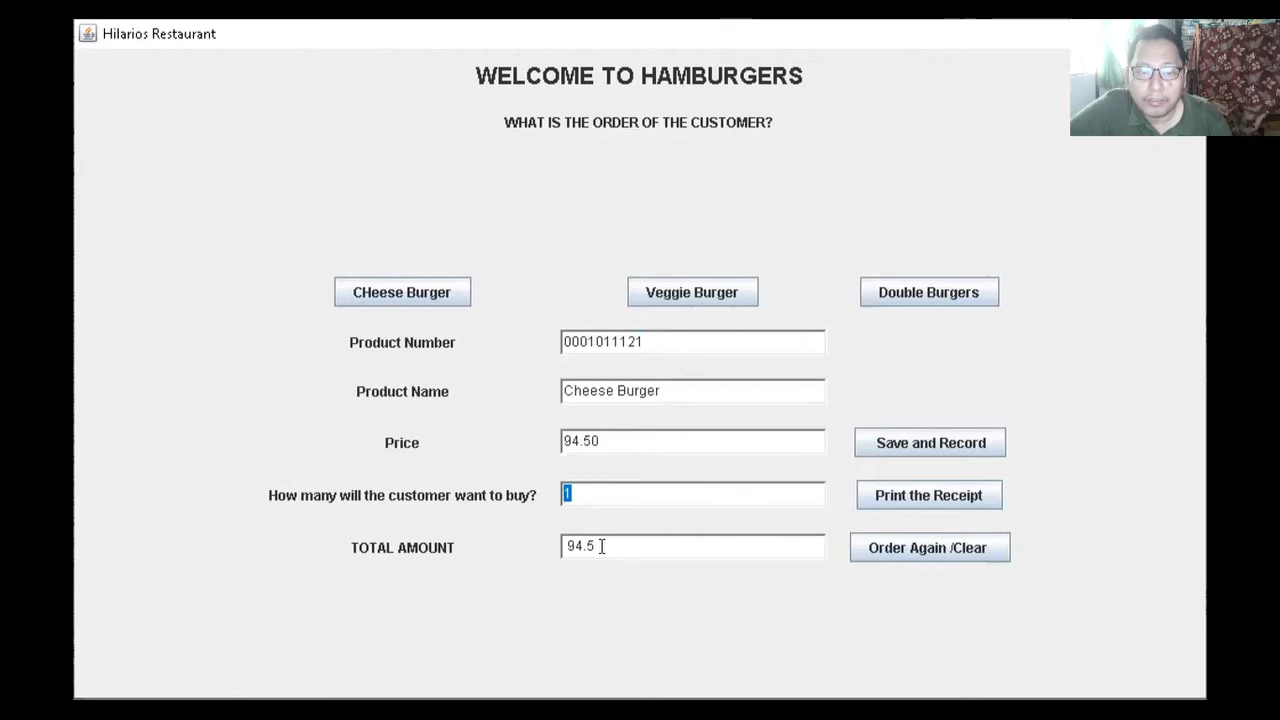 Hilarios Restaurant
WELCOME TO HAMBURGERS
WHAT IS THE ORDER OF THE CUSTOMER?
CHeese Burger
Veggie Burger
Double Burgers
Product Number
0001011121
Product Name
Cheese Burger
Price
94.50
Save and Record
How many will the customer want to buy?
1
Print the Receipt
TOTAL AMOUNT
94.5
Order Again /Clear